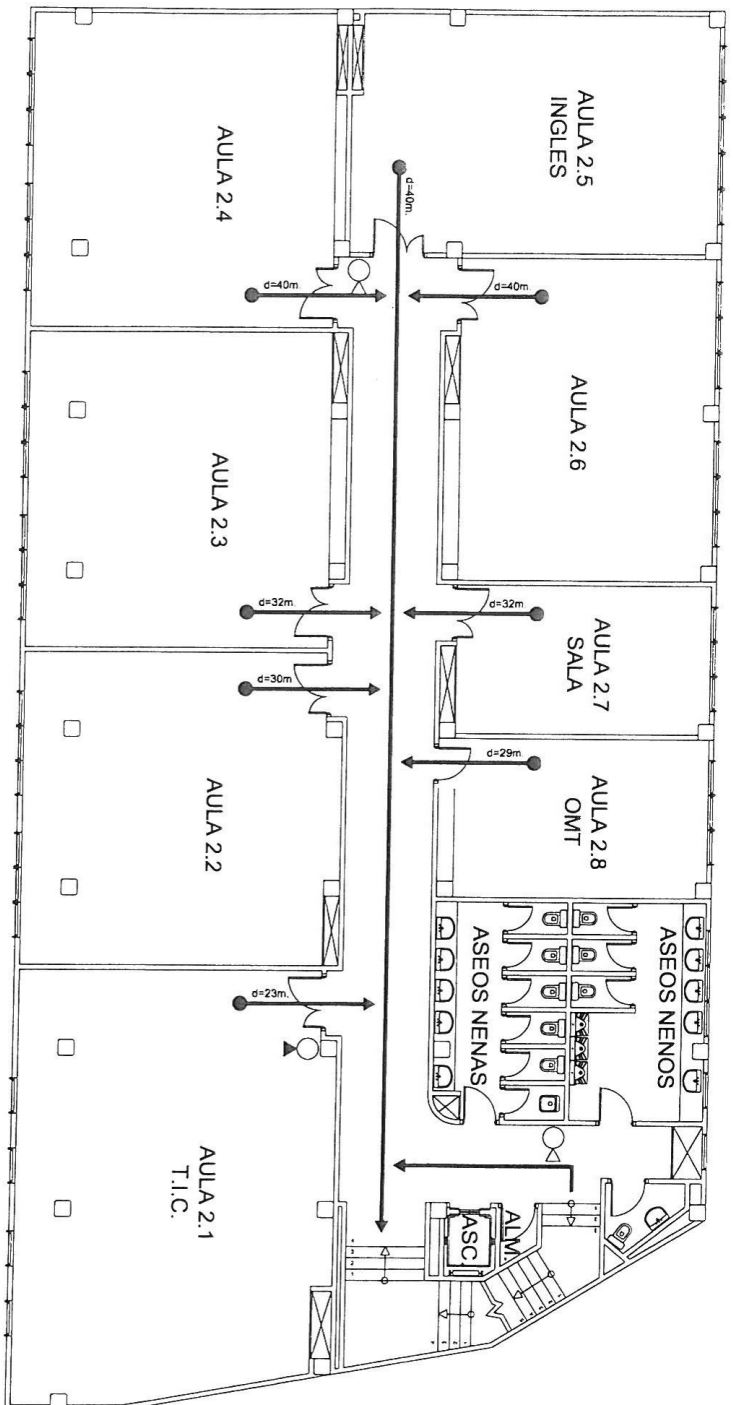 AULA 2.5
INGLES
AULA 2.4
d=40m.
d=40m.
d=40m.
AULA 2.6
AULA 2.3
d=32m.
d=32m.
AULA 2.7
SALA
d=30m.
d=29m.
AULA 2.8
OMT
AULA 2.2
ASEOS NENOS
ASEOS NENAS
d=23m.
AULA 2.1
T.I.C.
ALM.
ASC.